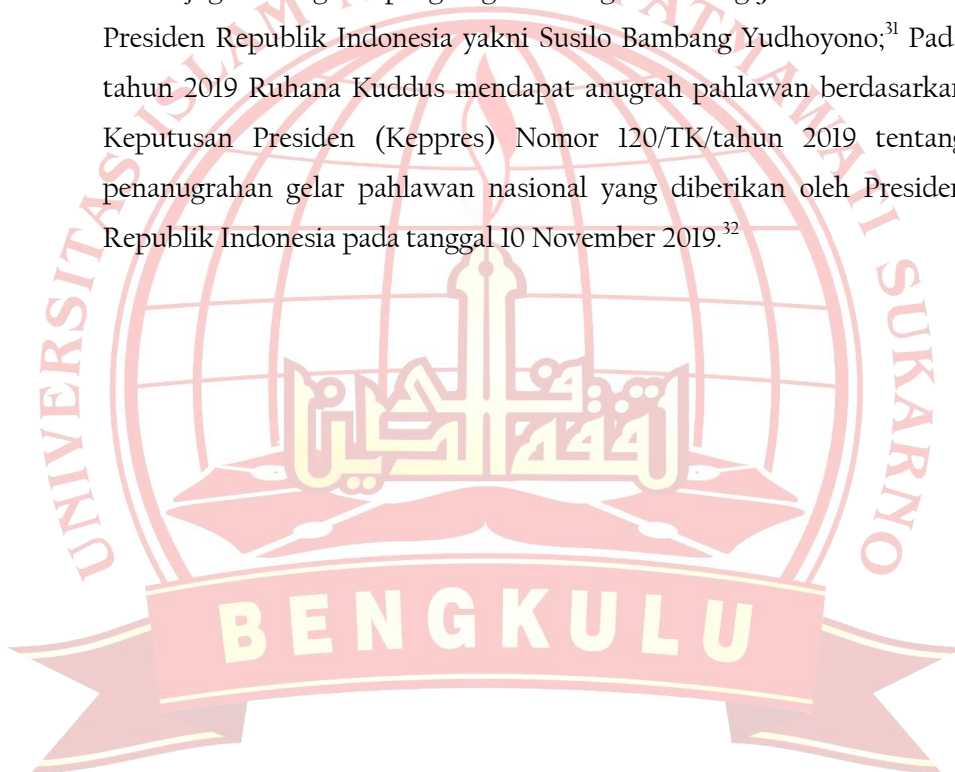 Presiden Republik Indonesia yakni Susilo Bambang Yudhoyono;³¹ Pada
tahun 2019 Ruhana Kuddus mendapat anugrah pahlawan berdasarkan
Keputusan Presiden (Keppres) Nomor 120/TK/tahun 2019 tentang
penanugrahan gelar pahlawan nasional yang diberikan oleh Presiden
Republik Indonesia pada tanggal 10 November 2019.³²
UNIVERSITAS ISLAM FATMAWATI SUKARNO
BENGKULU